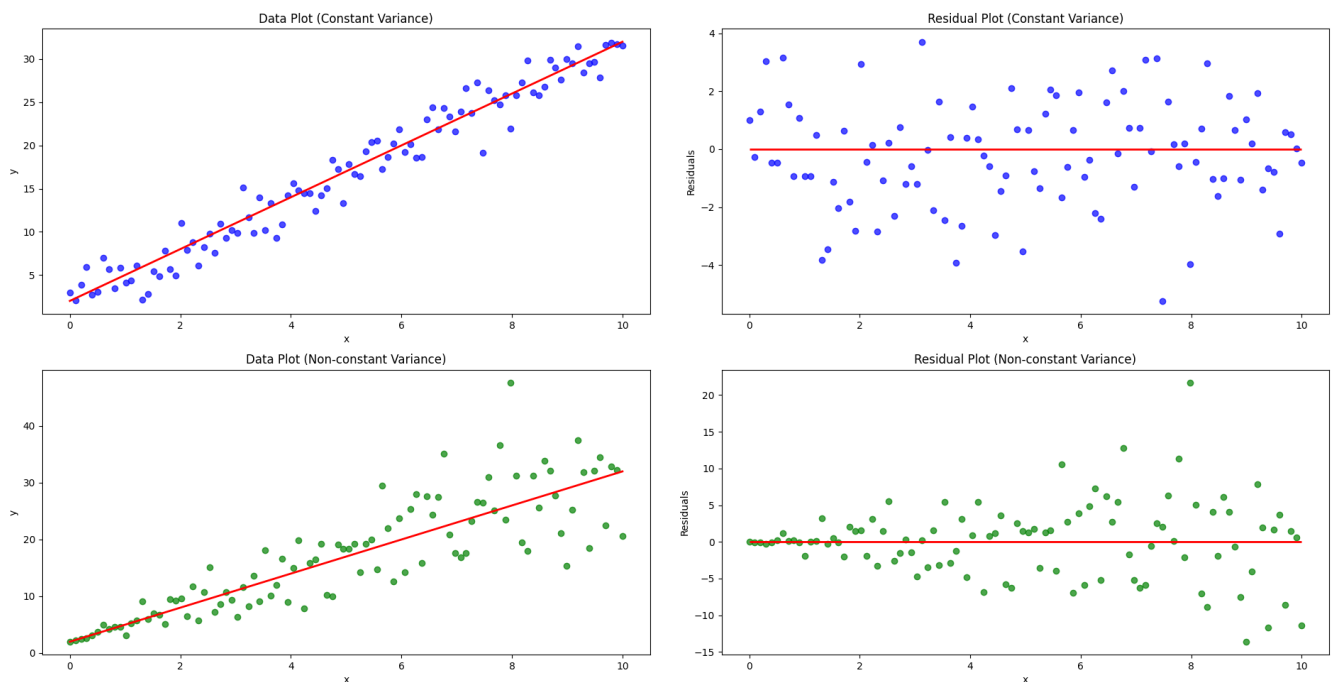 Data Plot (Constant Variance)
y
30
25
20
15
10
5
0 2 4 6 8 10
x
Residual Plot (Constant Variance)
Residuals
4
2
0
−2
−4
0 2 4 6 8 10
x
Data Plot (Non-constant Variance)
y
40
30
20
10
0
0 2 4 6 8 10
x
Residual Plot (Non-constant Variance)
Residuals
20
15
10
5
0
−5
−10
−15
0 2 4 6 8 10
x